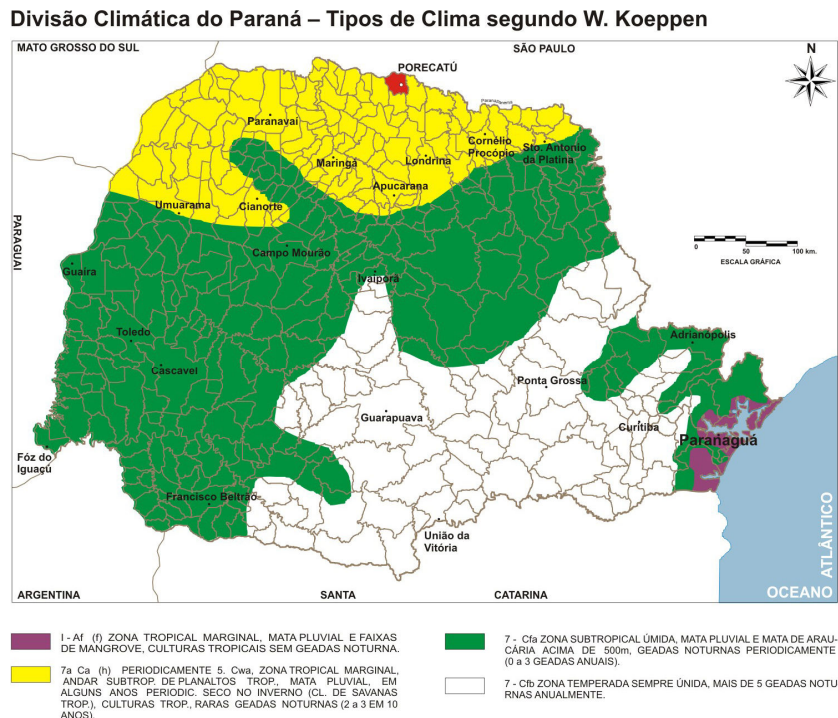 Divisão Climática do Paraná – Tipos de Clima segundo W. Koeppen
MATO GROSSO DO SUL
SÃO PAULO
N
PORECATÚ
Paranapanema
Paranavai
Cornélio
Procópio
Sto. Antonio
da Platina
Maringá
Londrina
Apucarana
Umuarama
Cianorte
PARAGUAI
Campo Mourão
0 50 100 km.
ESCALA GRÁFICA
Guaíra
Ivaiporã
Toledo
Adrianópolis
Cascavel
Ponta Grossa
Guarapuava
Curitiba
Paranaguá
Fóz do
Iguaçú
Francisco Beltrão
União da
Vitória
ATLÂNTICO
OCEANO
ARGENTINA
SANTA
CATARINA
I - Af (f) ZONA TROPICAL MARGINAL, MATA PLUVIAL E FAIXAS
DE MANGROVE, CULTURAS TROPICAIS SEM GEADAS NOTURNA.
7a Ca (h) PERIODICAMENTE 5. Cwa, ZONA TROPICAL MARGINAL,
ANDAR SUBTROP. DE PLANALTOS TROP., MATA PLUVIAL, EM
ALGUNS ANOS PERIODIC. SECO NO INVERNO (CL. DE SAVANAS
TROP.), CULTURAS TROP., RARAS GEADAS NOTURNAS (2 a 3 EM 10
ANOS)
7 - Cfa ZONA SUBTROPICAL ÚMIDA, MATA PLUVIAL E MATA DE ARAU-
CÁRIA ACIMA DE 500m, GEADAS NOTURNAS PERIODICAMENTE
(0 a 3 GEADAS ANUAIS).
7 - Cfb ZONA TEMPERADA SEMPRE ÚNIDA, MAIS DE 5 GEADAS NOTU-
RNAS ANUALMENTE.